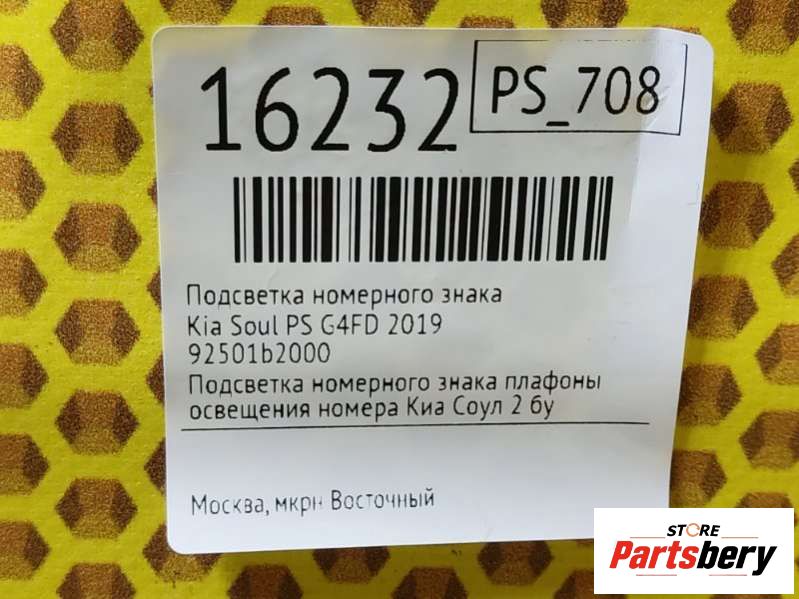 16232
PS_708
Подсветка номерного знака
Kia Soul PS G4FD 2019
92501b2000
Подсветка номерного знака плафоны
освещения номера Киа Соул 2 бу
Москва, мкрн Восточный
STORE
Partsbery